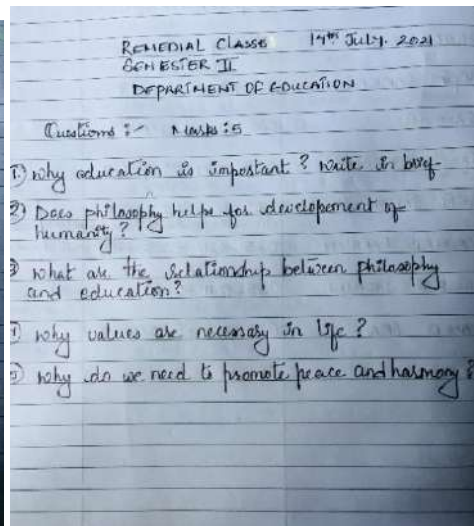 REMEDIAL CLASSE 14th July. 2021
SEMESTER II
DEPARTMENT OF EDUCATION
Questions :- Marks :5
1.) why education is important ? write in brief-
2) Does philosophy helps for developement of
humanity ?
3 what are the relationship between philosophy
and education?
4) why values are necessary in life ?
5) why do we need to promote peace and harmony ?